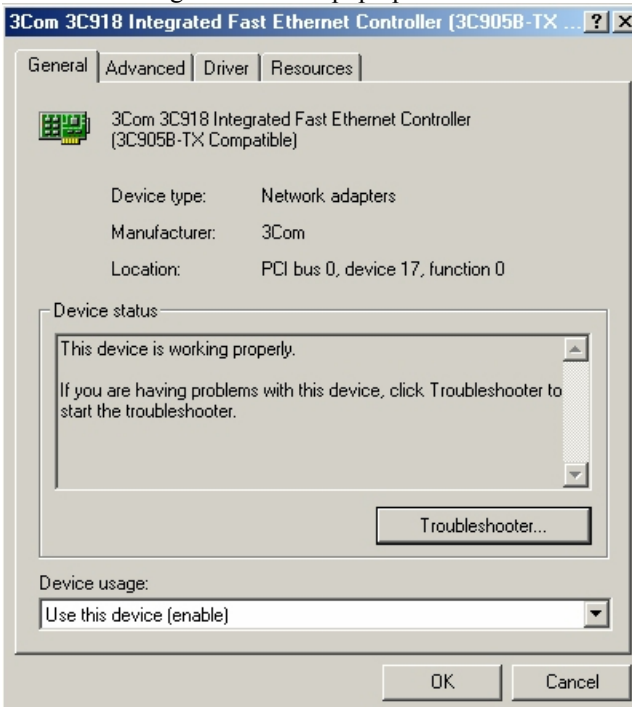 3Com 3C918 Integrated Fast Ethernet Controller (3C905B-TX ...
General Advanced Driver Resources
3Com 3C918 Integrated Fast Ethernet Controller
(3C905B-TX Compatible)
Device type: Network adapters
Manufacturer: 3Com
Location: PCI bus 0, device 17, function 0
Device status
This device is working properly.
If you are having problems with this device, click Troubleshooter to
start the troubleshooter.
Troubleshooter...
Device usage:
Use this device (enable)
OK Cancel